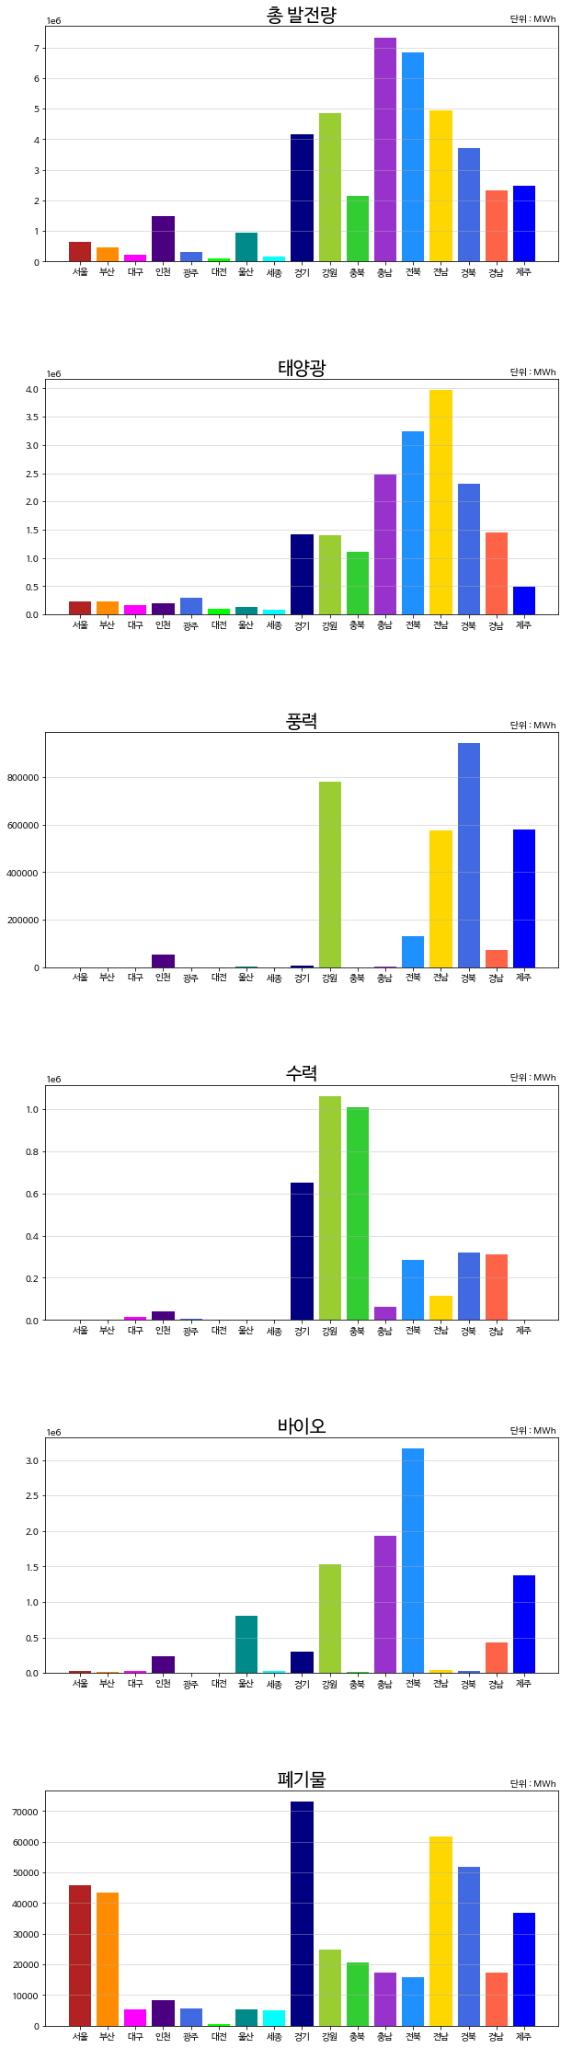 총 발전량
1e6
단위 : MWh
7
6
5
4
3
2
1
0
서울 부산 대구 인천 광주 대전 울산 세종 경기 강원 충북 충남 전북 전남 경북 경남 제주
태양광
1e6
단위 : MWh
4.0
3.5
3.0
2.5
2.0
1.5
1.0
0.5
0.0
서울 부산 대구 인천 광주 대전 울산 세종 경기 강원 충북 충남 전북 전남 경북 경남 제주
풍력
단위 : MWh
800000
600000
400000
200000
0
서울 부산 대구 인천 광주 대전 울산 세종 경기 강원 충북 충남 전북 전남 경북 경남 제주
수력
1e6
단위 : MWh
1.0
0.8
0.6
0.4
0.2
0.0
서울 부산 대구 인천 광주 대전 울산 세종 경기 강원 충북 충남 전북 전남 경북 경남 제주
바이오
1e6
단위 : MWh
3.0
2.5
2.0
1.5
1.0
0.5
0.0
서울 부산 대구 인천 광주 대전 울산 세종 경기 강원 충북 충남 전북 전남 경북 경남 제주
폐기물
단위 : MWh
70000
60000
50000
40000
30000
20000
10000
0
서울 부산 대구 인천 광주 대전 울산 세종 경기 강원 충북 충남 전북 전남 경북 경남 제주